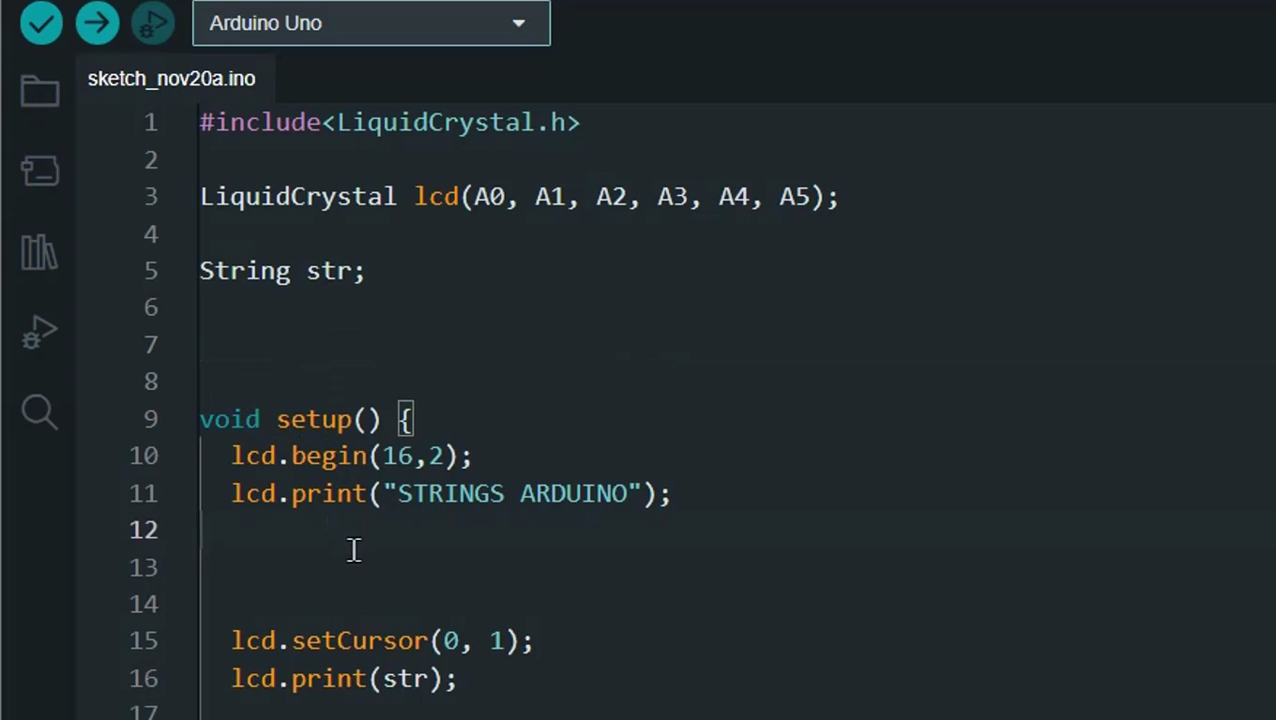 Arduino Uno
sketch_nov20a.ino
1 #include<LiquidCrystal.h>
2
3 LiquidCrystal lcd(A0, A1, A2, A3, A4, A5);
4
5 String str;
6
7
8
9 void setup() {
10 lcd.begin(16,2);
11 lcd.print("STRINGS ARDUINO");
12
13
14
15 lcd.setCursor(0, 1);
16 lcd.print(str);
17